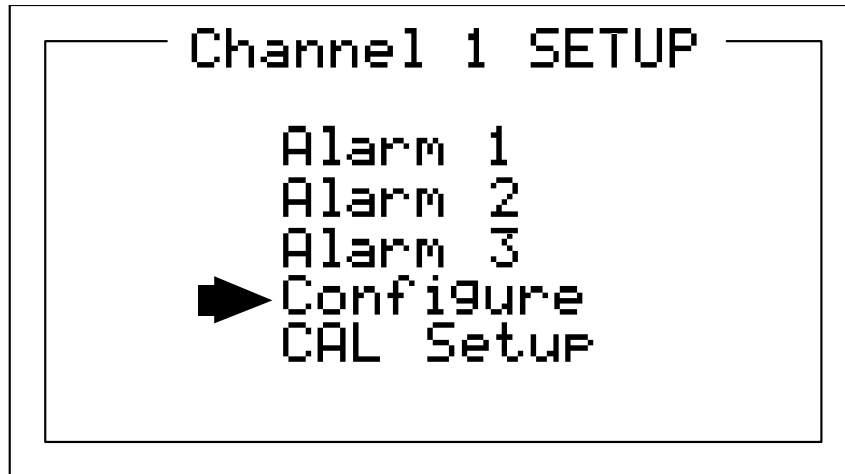 Channel 1 SETUP
Alarm 1
Alarm 2
Alarm 3
Configure
CAL Setup